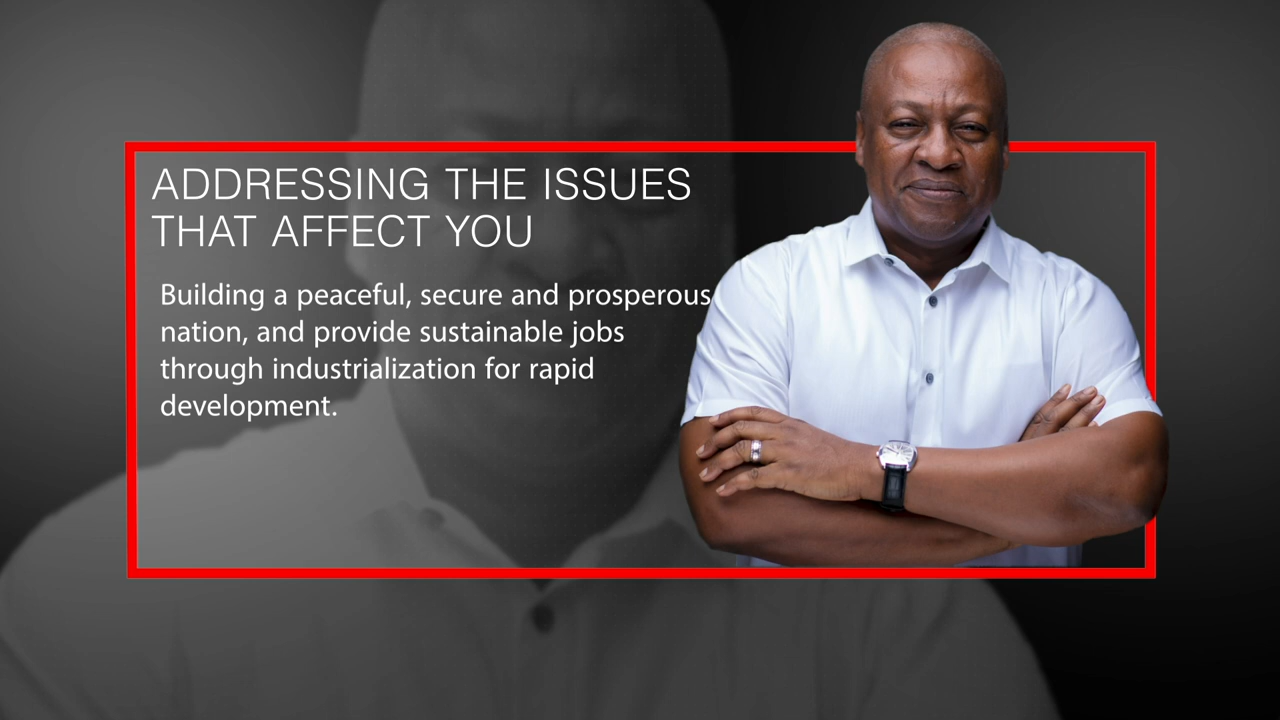 ADDRESSING THE ISSUES
THAT AFFECT YOU
Building a peaceful, secure and prosperous
nation, and provide sustainable jobs
through industrialization for rapid
development.